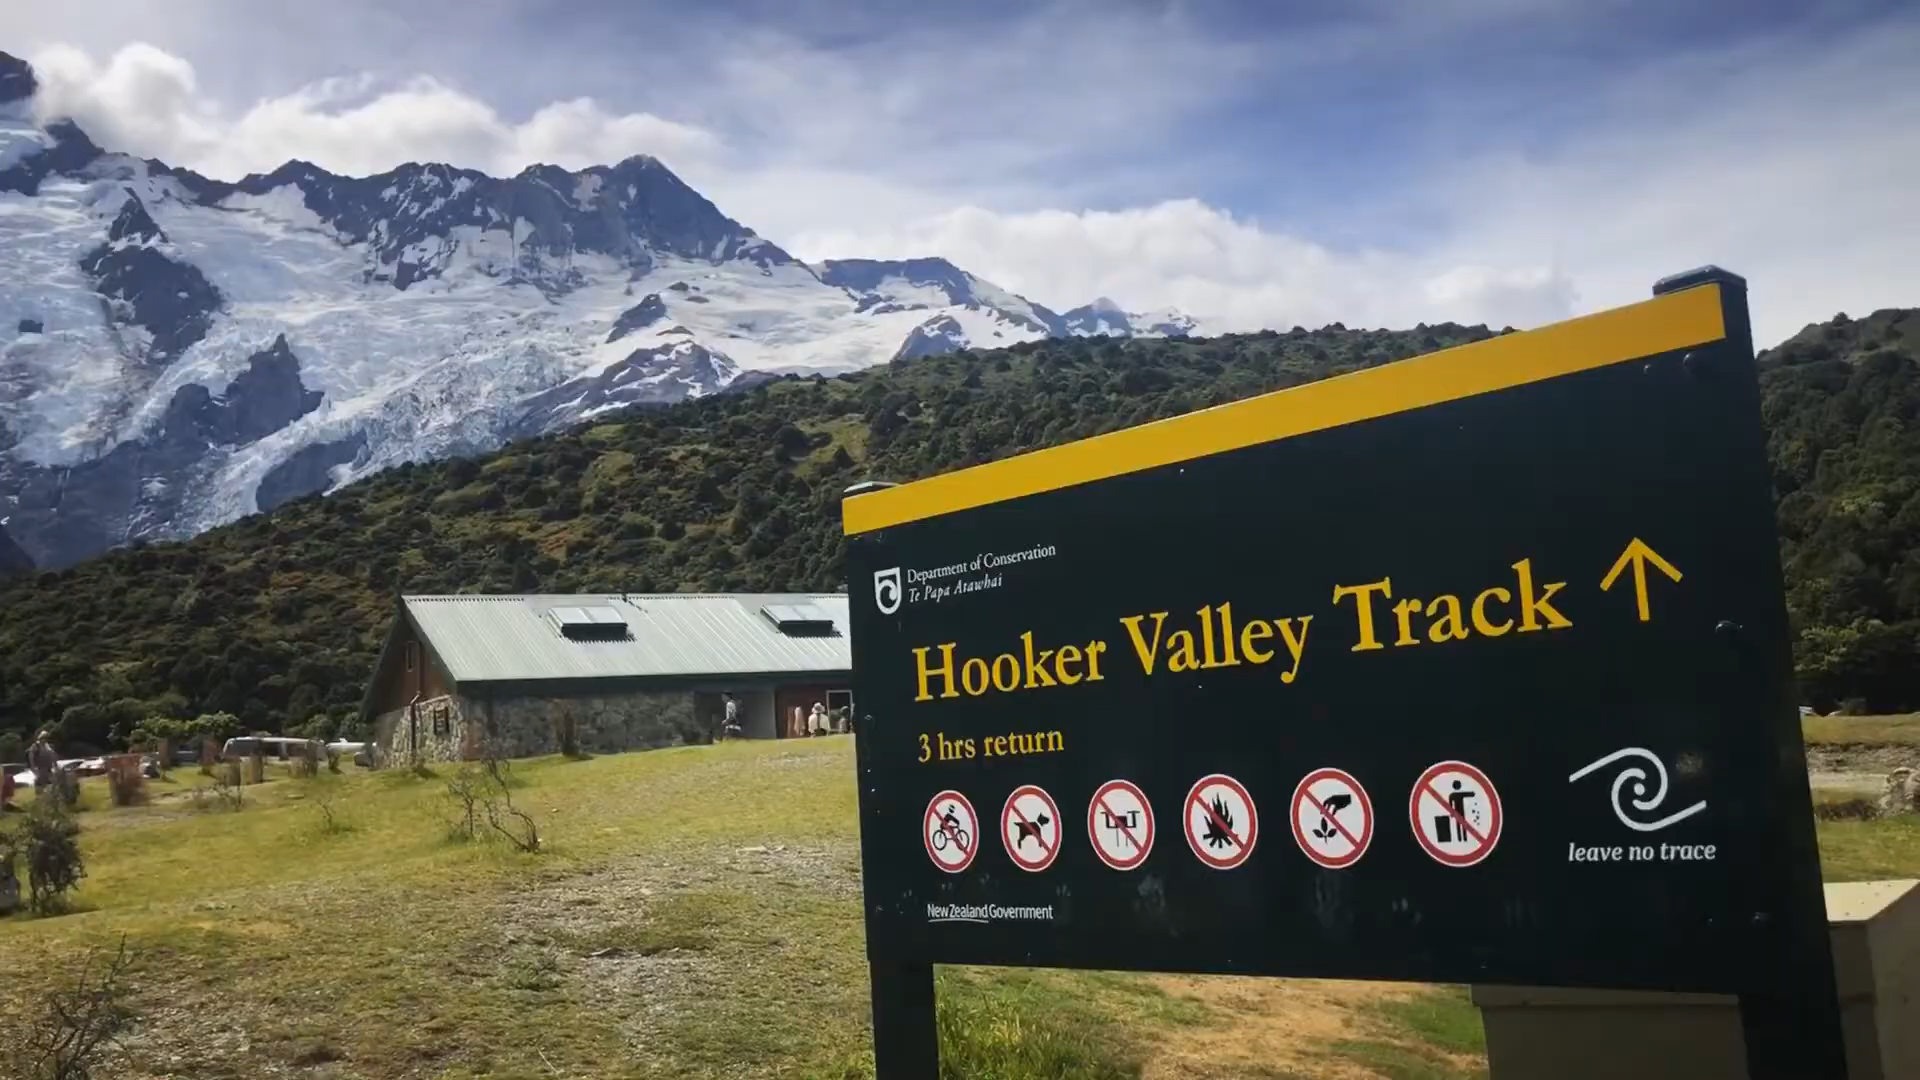 Department of Conservation
Te Papa Atawhai
Hooker Valley Track
3 hrs return
leave no trace
New Zealand Government